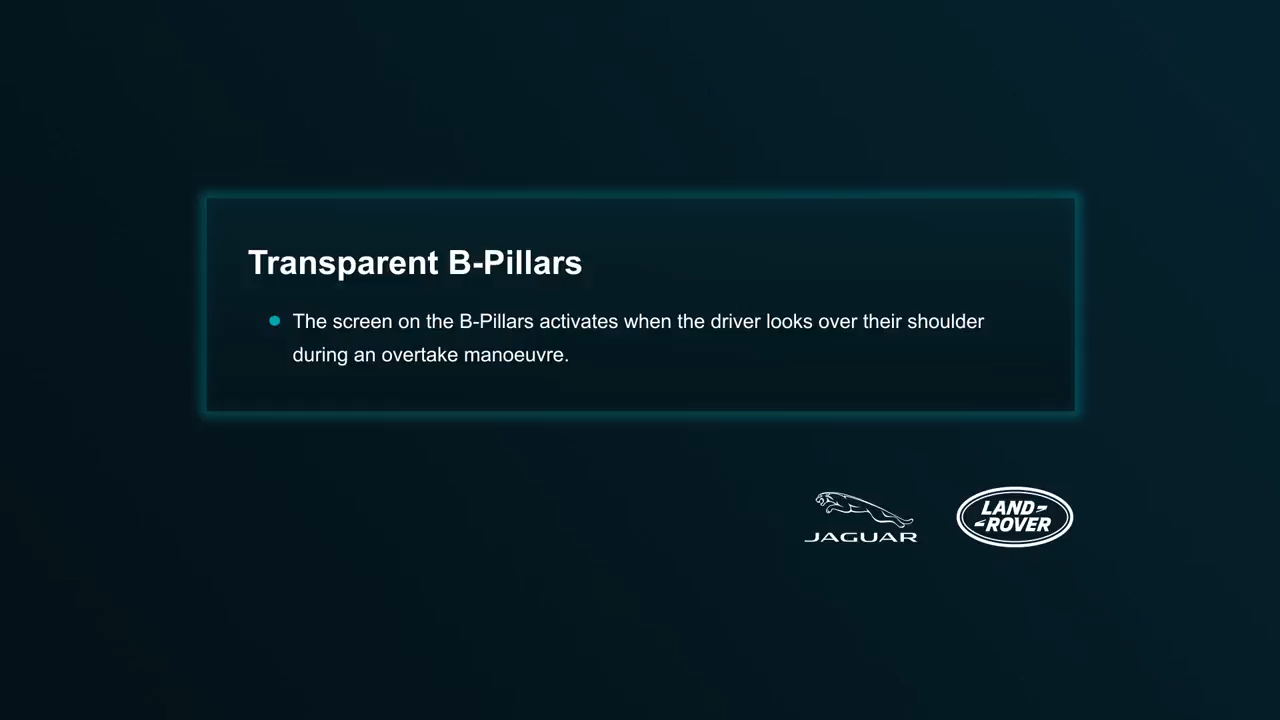 Transparent B-Pillars
The screen on the B-Pillars activates when the driver looks over their shoulder
during an overtake manoeuvre.
JAGUAR
LAND
ROVER